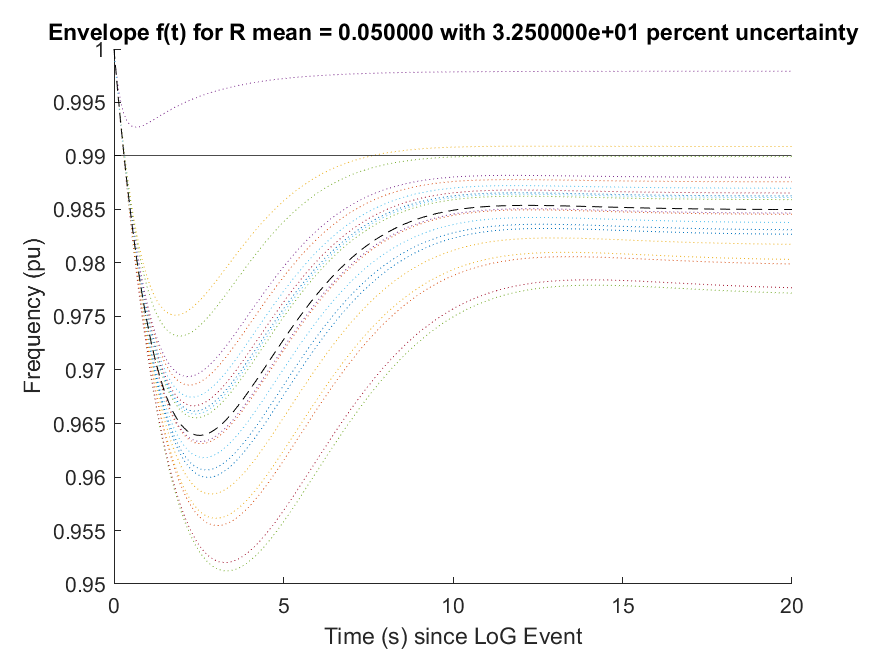 Envelope f(t) for R mean = 0.050000 with 3.250000e+01 percent uncertainty
1
0.995
0.99
0.985
0.98
0.975
0.97
0.965
0.96
0.955
0.95
Frequency (pu)
0 5 10 15 20
Time (s) since LoG Event